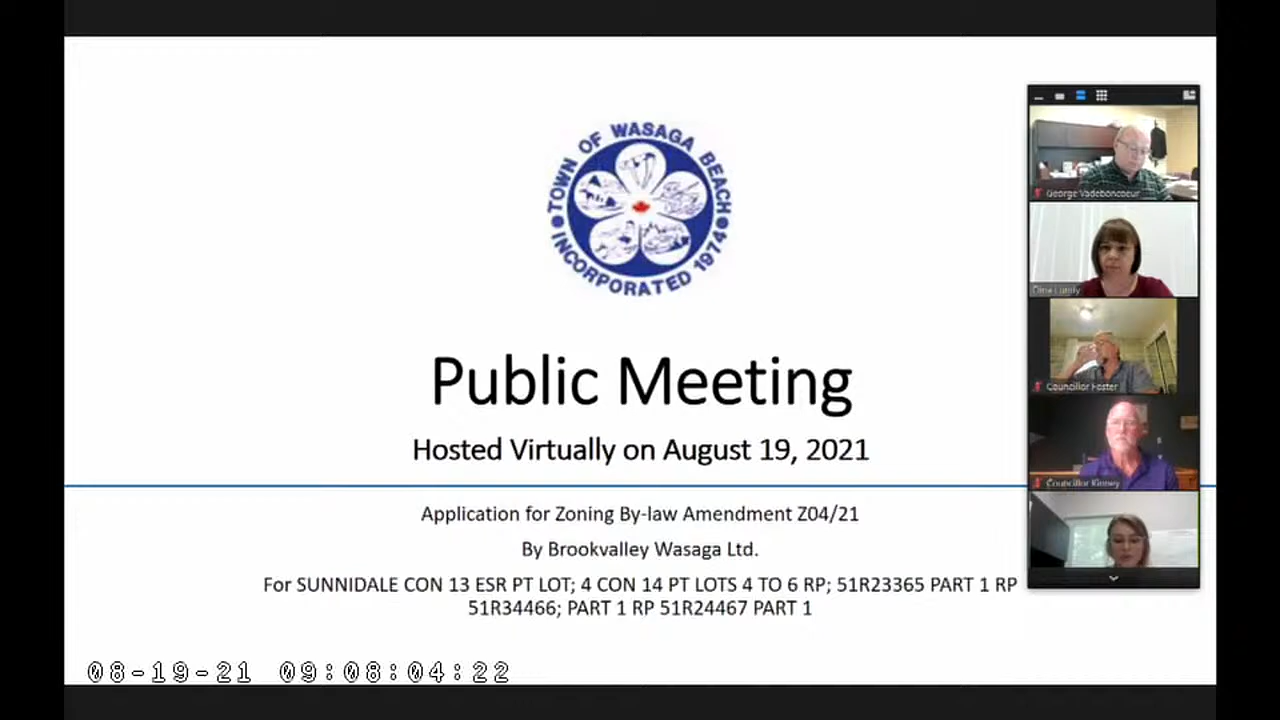 TOWN OF WASAGA BEACH
INCORPORATED 1974
Public Meeting
Hosted Virtually on August 19, 2021
Application for Zoning By-law Amendment Z04/21
By Brookvalley Wasaga Ltd.
For SUNNIDALE CON 13 ESR PT LOT; 4 CON 14 PT LOTS 4 TO 6 RP; 51R23365 PART 1 RP
51R34466; PART 1 RP 51R24467 PART 1
George Vadeboncoeur
Councillor Foster
Councillor Kinney
08-19-21 09:08:04:22